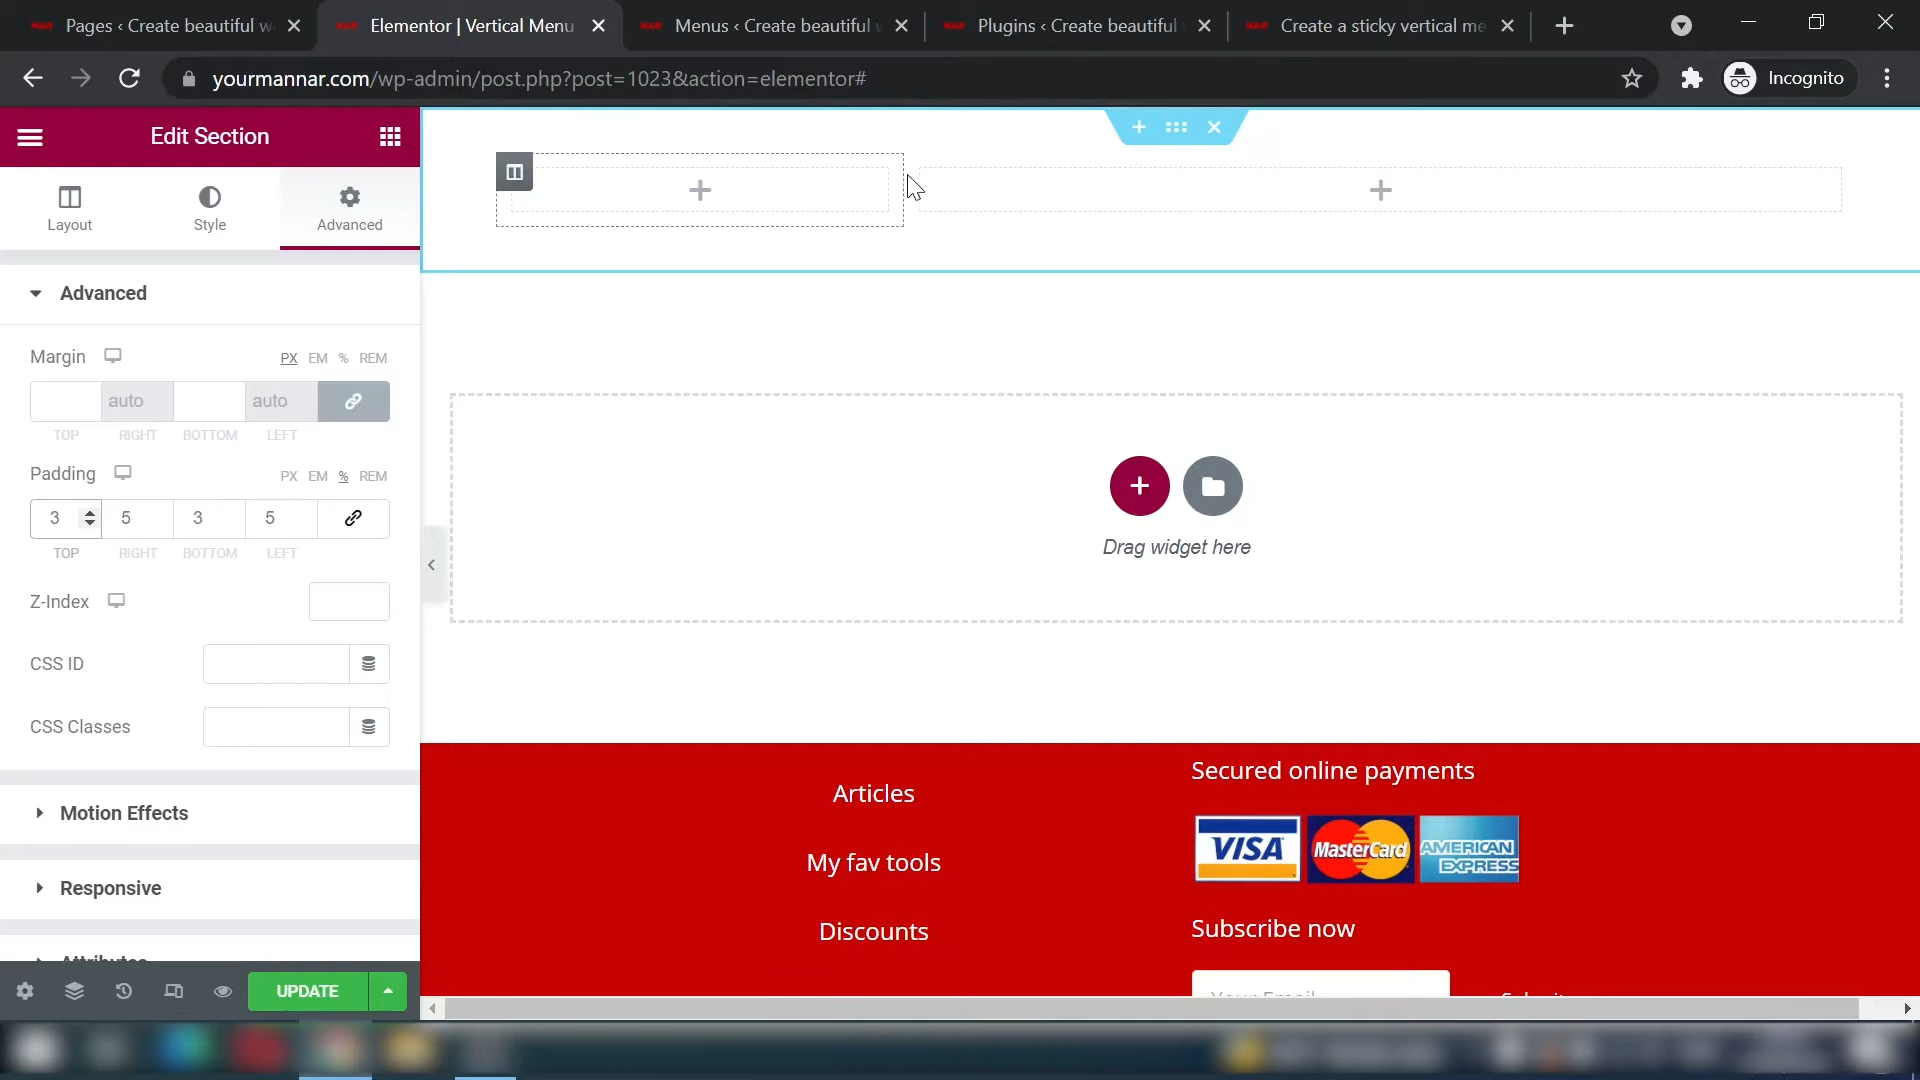 Pages ‹ Create beautiful w
Elementor | Vertical Menu
Menus ‹ Create beautiful
Plugins ‹ Create beautiful
Create a sticky vertical me
yourmannar.com/wp-admin/post.php?post=1023&action=elementor#
Incognito
Edit Section
Layout
Style
Advanced
Advanced
Margin
PX EM % REM
auto
auto
TOP RIGHT BOTTOM LEFT
Padding
PX EM % REM
3 5 3 5
TOP RIGHT BOTTOM LEFT
Z-Index
CSS ID
CSS Classes
Motion Effects
Responsive
Attributes
UPDATE
Drag widget here
Articles
My fav tools
Discounts
Secured online payments
VISA
MasterCard
AMERICAN EXPRESS
Subscribe now
Your Email
Submit